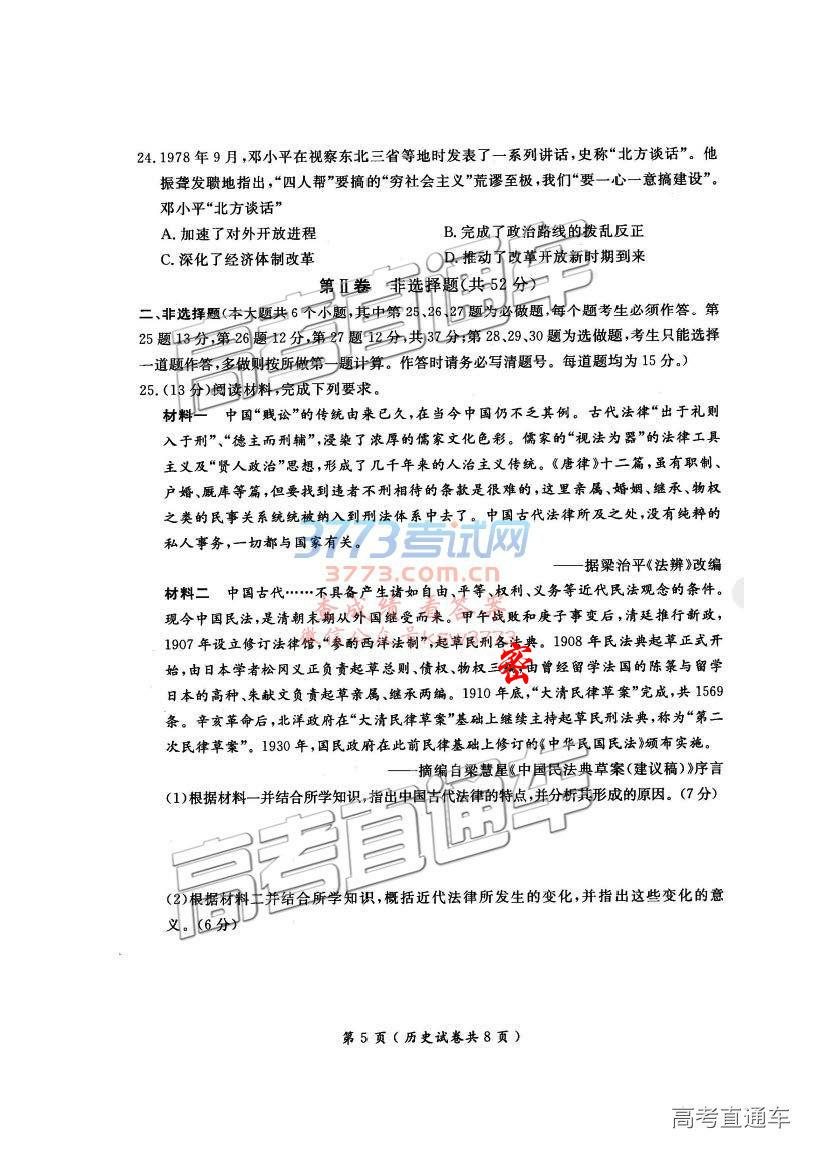 24. 1978 年 9 月,邓小平在视察东北三省等地时发表了一系列讲话,史称“北方谈话”。他
振聋发聩地指出,“四人帮”要搞的“穷社会主义”荒谬至极,我们“要一心一意搞建设”。
邓小平“北方谈话”
A. 加速了对外开放进程 B. 完成了政治路线的拨乱反正
C. 深化了经济体制改革 D. 推动了改革开放新时期到来
第Ⅱ卷 非选择题(共 52 分)
二、非选择题(本大题共 6 个小题,其中第 25、26、27 题为必做题,每个题考生必须作答。第
25 题 13 分,第 26 题 12 分,第 27 题 12 分,共 37 分;第 28、29、30 题为选做题,考生只能选择
一道题作答,多做则按所做第一题计算。作答时请务必写清题号。每道题均为 15 分。)
25. (13 分)阅读材料,完成下列要求。
材料一 中国“贱讼”的传统由来已久,在当今中国仍不乏其例。古代法律“出于礼则
入于刑”、“德主而刑辅”,浸染了浓厚的儒家文化色彩。儒家的“视法为器”的法律工具
主义及“贤人政治”思想,形成了几千年来的人治主义传统。《唐律》十二篇,虽有职制、
户婚、厩库等篇,但要找到违者不刑相待的条款是很难的,这里亲属、婚姻、继承、物权
之类的民事关系统统被纳入到刑法体系中去了。中国古代法律所及之处,没有纯粹的
私人事务,一切都与国家有关。
——据梁治平《法辨》改编
材料二 中国古代……不具备产生诸如自由、平等、权利、义务等近代民法观念的条件。
现今中国民法,是清朝末期从外国继受而来。甲午战败和庚子事变后,清廷推行新政,
1907 年设立修订法律馆,“参酌西洋法制”,起草民刑各法典。1908 年民法典起草正式开
始,由日本学者松冈义正负责起草总则、债权、物权三编,由曾经留学法国的陈箓与留学
日本的高种、朱献文负责起草亲属、继承两编。1910 年底,“大清民律草案”完成,共 1569
条。辛亥革命后,北洋政府在“大清民律草案”基础上继续主持起草民刑法典,称为“第二
次民律草案”。1930 年,国民政府在此前民律基础上修订的《中华民国民法》颁布实施。
——摘编自梁慧星《中国民法典草案(建议稿)》序言
(1)根据材料一并结合所学知识,指出中国古代法律的特点,并分析其形成的原因。(7 分)
(2)根据材料二并结合所学知识,概括近代法律所发生的变化,并指出这些变化的意
义。(6 分)
第 5 页(历史试卷共 8 页)
高考直通车
高考直通车
3773考试网
3773.com.cn
查成绩 看答案
密
高考直通车